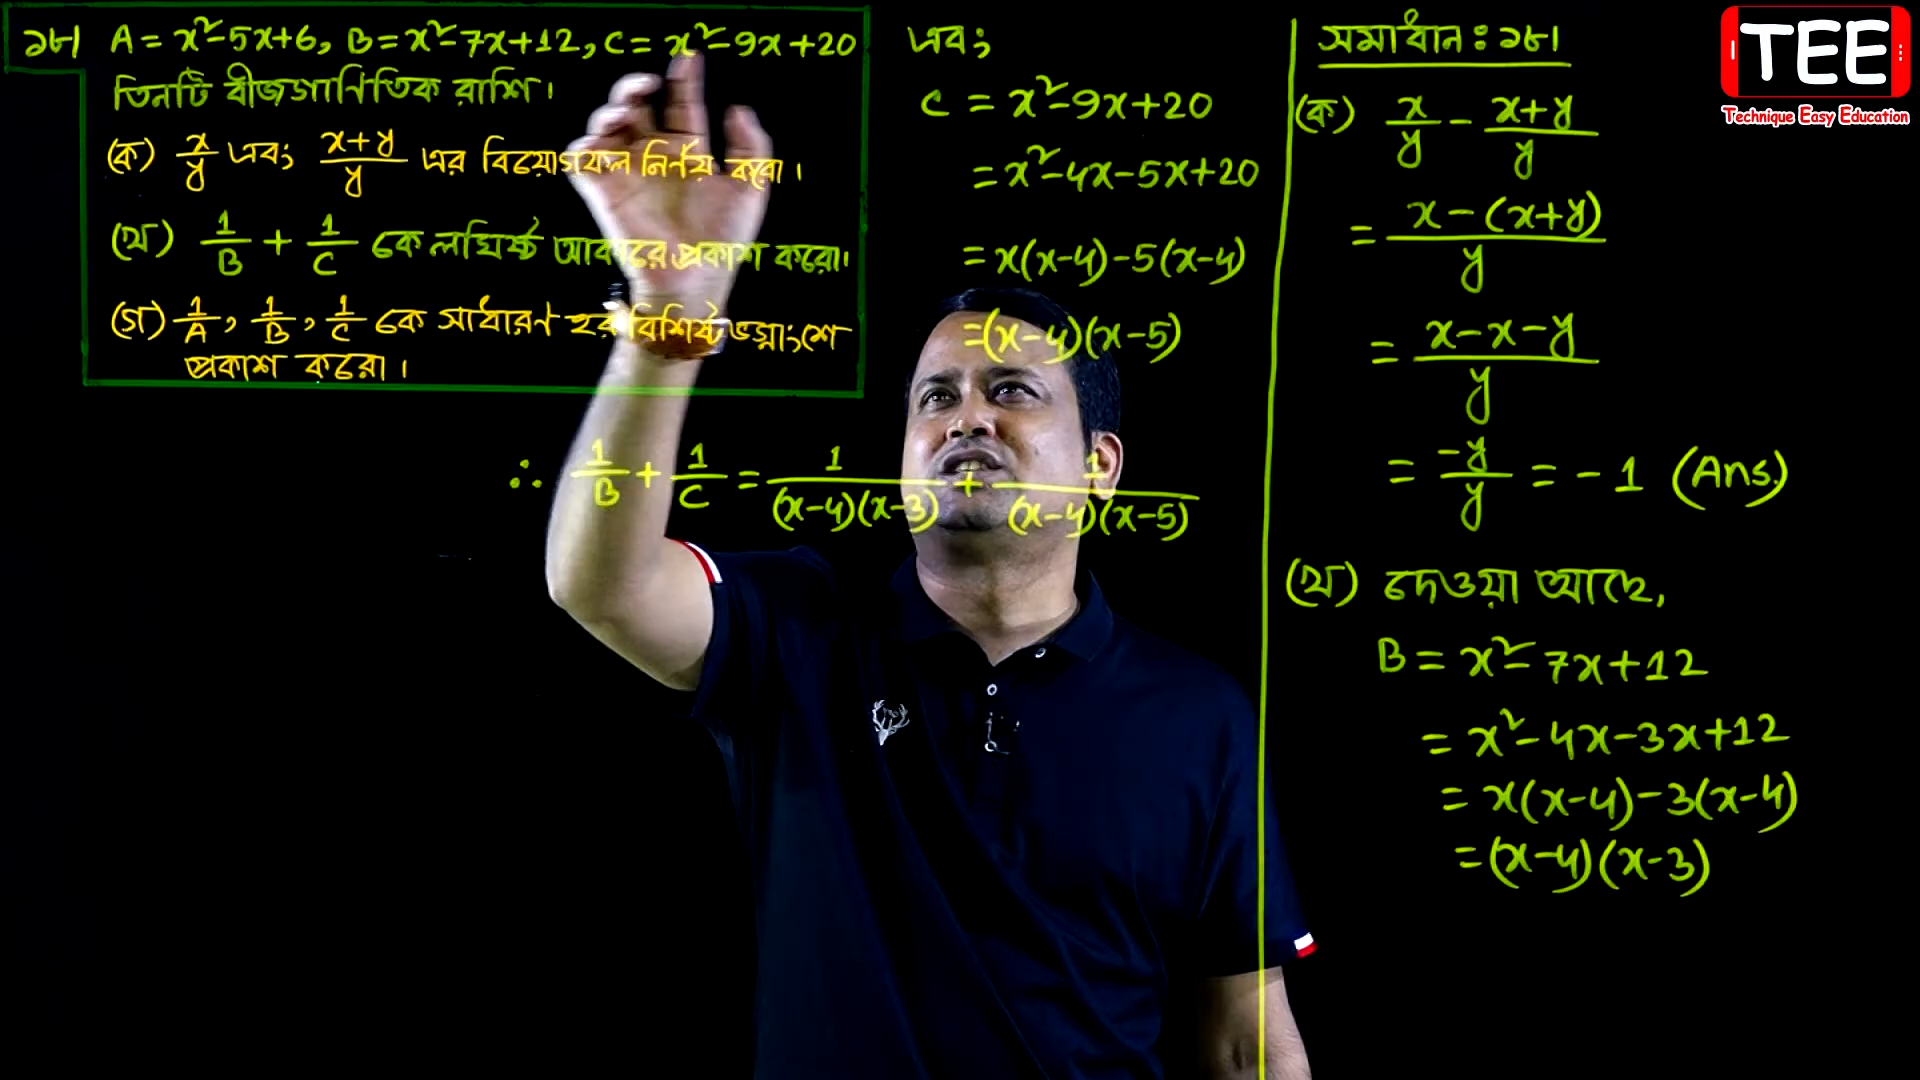 ১৮। A = x²-5x+6, B = x²-7x+12, C = x²-9x+20
তিনটি বীজগাণিতিক রাশি।
(ক) x/y এবং (x+y)/y এর বিয়োগফল নির্ণয় করো।
(খ) 1/B + 1/C কে লঘিষ্ট আকারে প্রকাশ করো।
(গ) 1/A, 1/B, 1/C কে সাধারণ হর বিশিষ্ট ভগ্নাংশে
প্রকাশ করো।
এবং
C = x²-9x+20
= x²-4x-5x+20
= x(x-4)-5(x-4)
=(x-4)(x-5)
∴ 1/B + 1/C = 1/((x-4)(x-3)) + 1/((x-4)(x-5))
সমাধান: ১৮।
(ক) x/y - (x+y)/y
= (x-(x+y))/y
= (x-x-y)/y
= -y/y = -1 (Ans.)
(খ) দেওয়া আছে,
B = x²-7x+12
= x²-4x-3x+12
= x(x-4)-3(x-4)
=(x-4)(x-3)
TEE
Technique Easy Education